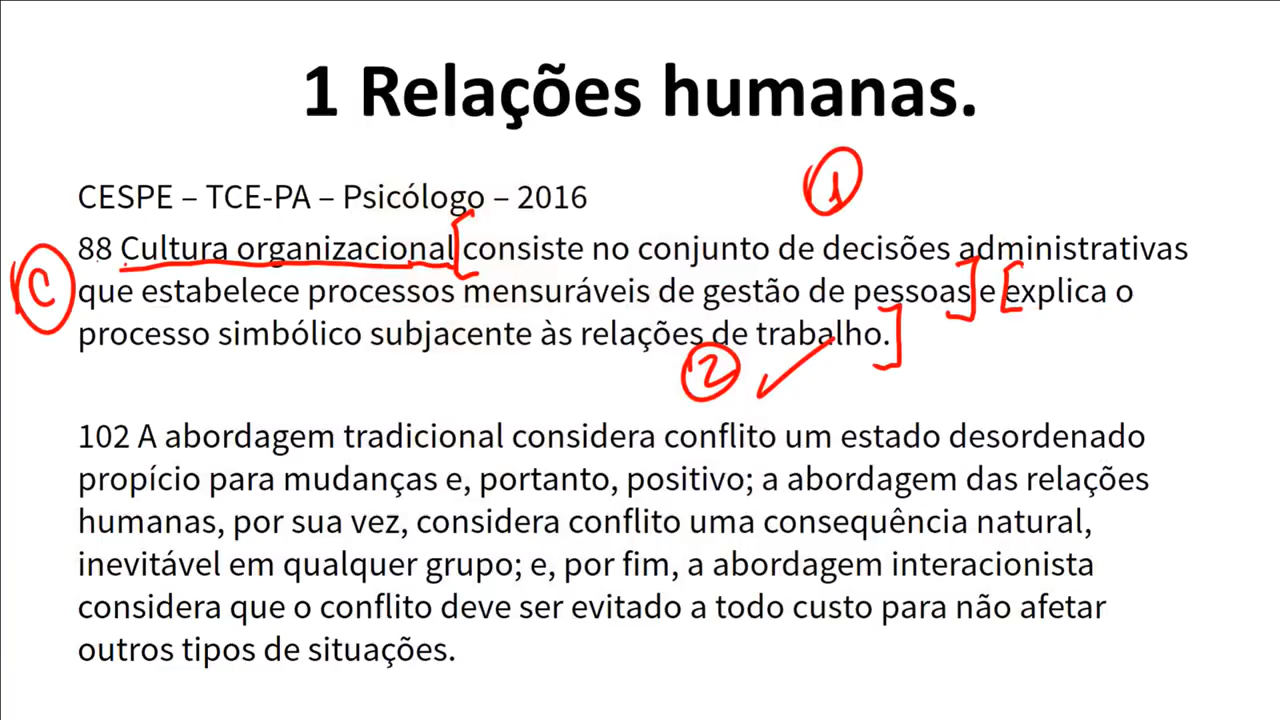 1 Relações humanas.
1
CESPE – TCE-PA – Psicólogo – 2016
88 Cultura organizacional consiste no conjunto de decisões administrativas
C
que estabelece processos mensuráveis de gestão de pessoas e explica o
processo simbólico subjacente às relações de trabalho.
2
102 A abordagem tradicional considera conflito um estado desordenado
propício para mudanças e, portanto, positivo; a abordagem das relações
humanas, por sua vez, considera conflito uma consequência natural,
inevitável em qualquer grupo; e, por fim, a abordagem interacionista
considera que o conflito deve ser evitado a todo custo para não afetar
outros tipos de situações.